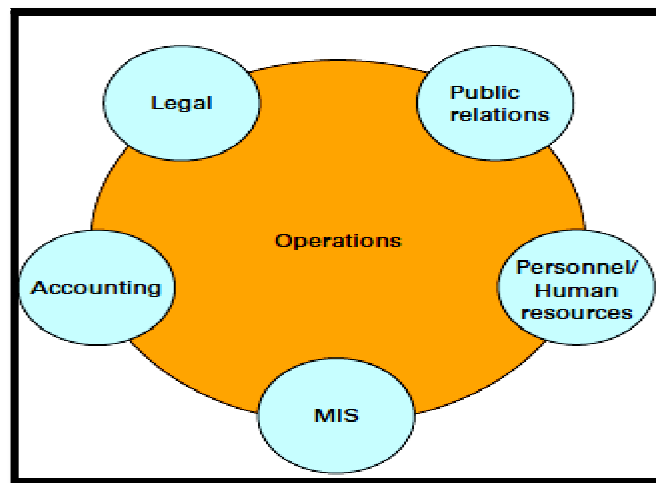 Legal
Public
relations
Operations
Accounting
Personnel/
Human
resources
MIS